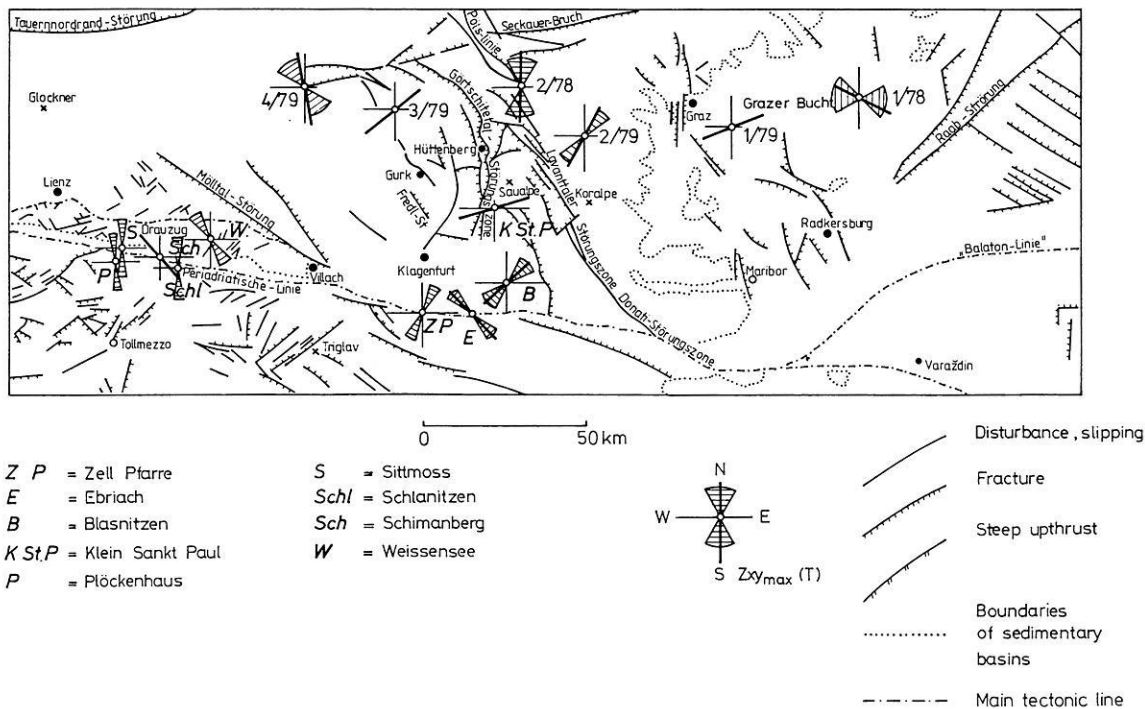 Tauernnordrand-Störung
Pöls-linie
Seckauer-Bruch
Glockner
4/79
3/79
Görtschitztal-
Störungszone
2/78
2/79
Graz
Grazer Bucht
1/78
1/79
Raab-Störung
Hüttenberg
Gurk
Fredl-St
Saualpe
Lavanttaler
Störungszone
Koralpe
K St.P
Radkersburg
Lienz
Mölltal-Störung
S
Drauzug
Sch
W
P
Schl
Periadriatische-Linie
Villach
Klagenfurt
B
Z P
E
Maribor
"Balaton-Linie"
Donat-Störungszone
Tollmezzo
Triglav
Varaždin
0 50 km
Z P = Zell Pfarre
E = Ebriach
B = Blasnitzen
K St.P = Klein Sankt Paul
P = Plöckenhaus
S = Sittmoss
Schl = Schlanitzen
Sch = Schimanberg
W = Weissensee
N
W E
S Zxy max (T)
Disturbance, slipping
Fracture
Steep upthrust
Boundaries
of sedimentary
basins
Main tectonic line